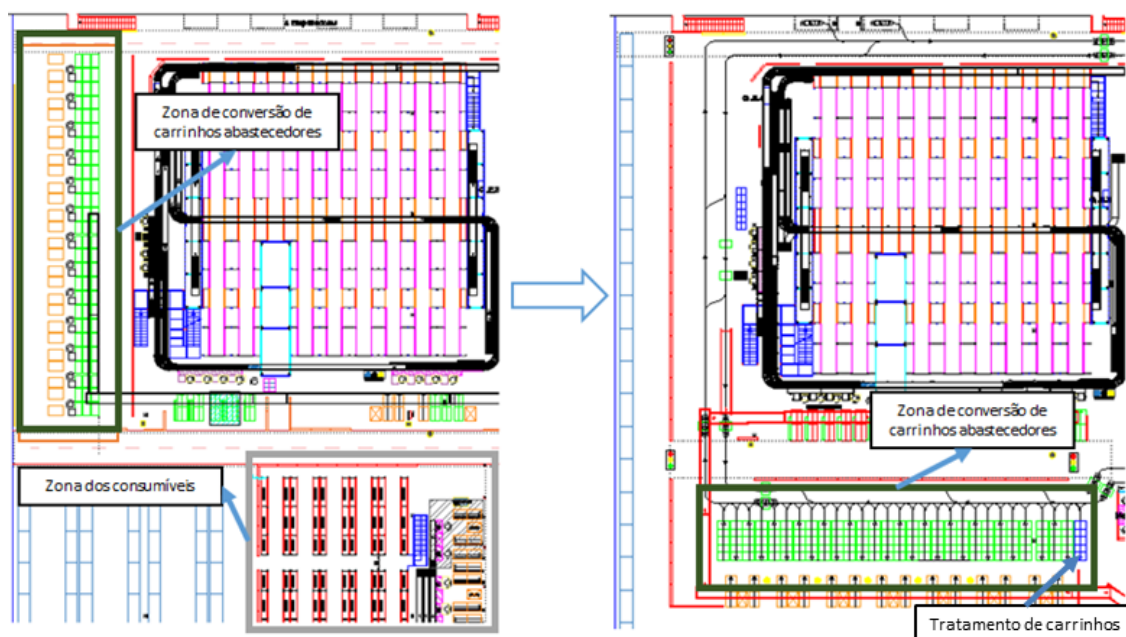 Zona de conversão de
carrinhos abastecedores
Zona dos consumíveis
Zona de conversão de
carrinhos abastecedores
Tratamento de carrinhos